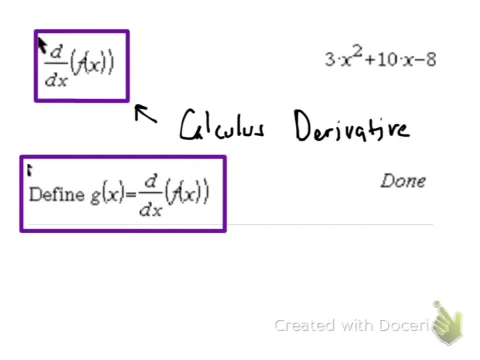 d/dx(f(x)) 3·x²+10·x−8
Calculus Derivative
Define g(x)=d/dx(f(x)) Done
Created with Doceri